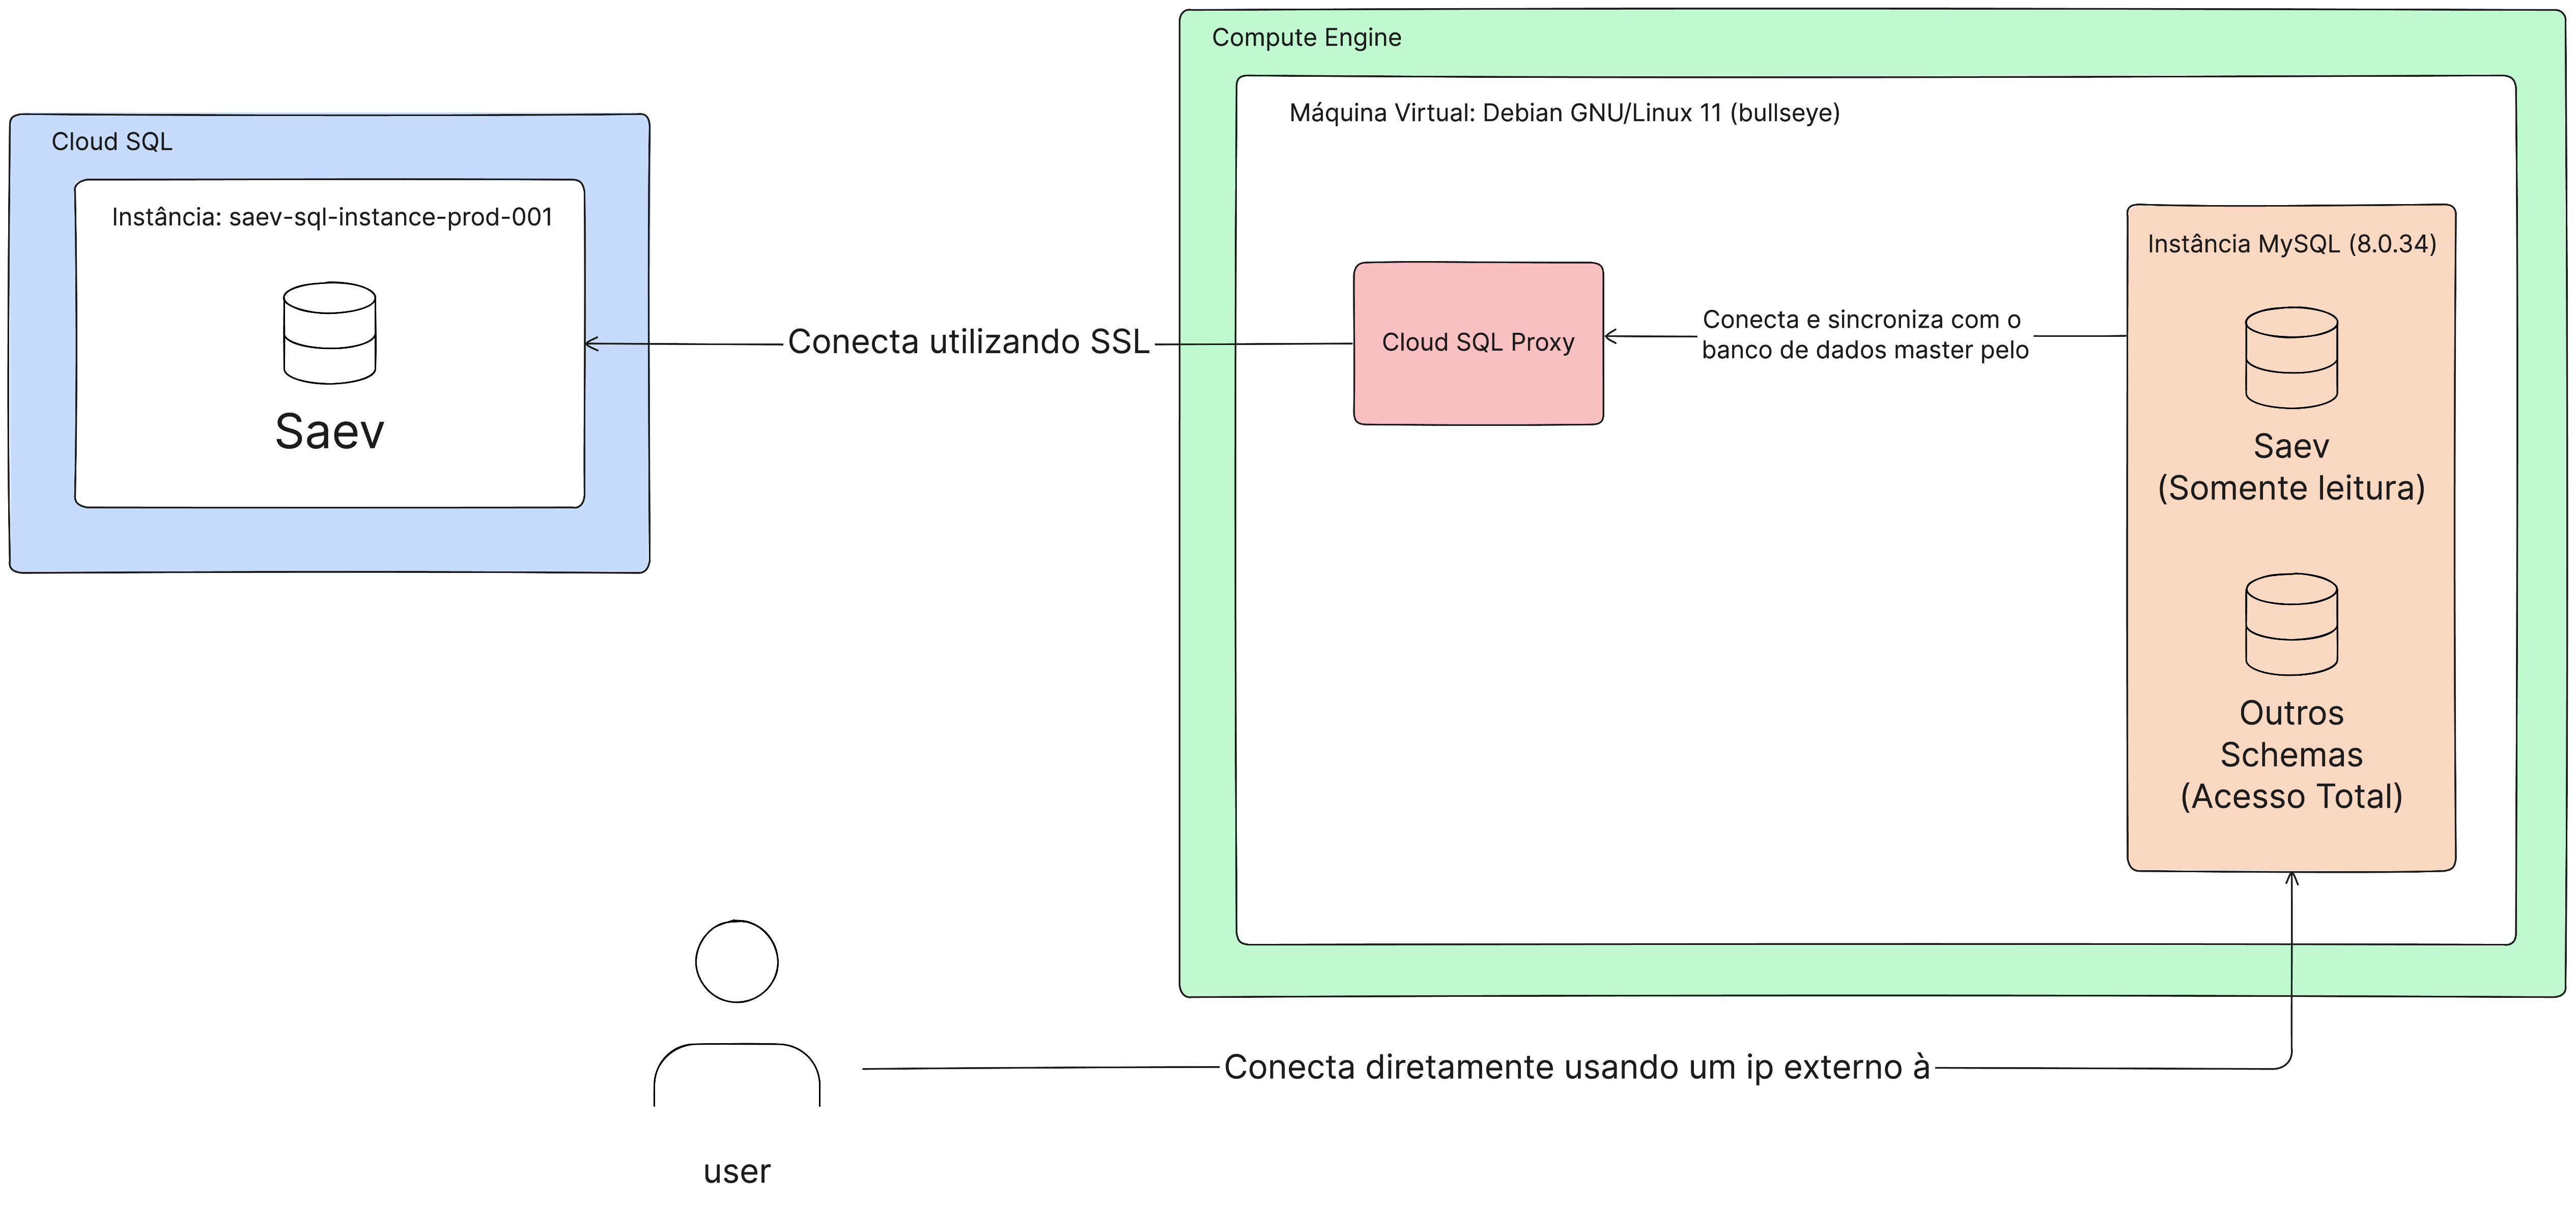 Compute Engine
Máquina Virtual: Debian GNU/Linux 11 (bullseye)
Cloud SQL
Instância: saev-sql-instance-prod-001
Saev
Conecta utilizando SSL
Cloud SQL Proxy
Conecta e sincroniza com o
banco de dados master pelo
Instância MySQL (8.0.34)
Saev
(Somente leitura)
Outros
Schemas
(Acesso Total)
Conecta diretamente usando um ip externo à
user